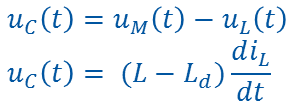 u_C(t) = u_M(t) − u_L(t)
u_C(t) = (L − L_d) di_L/dt